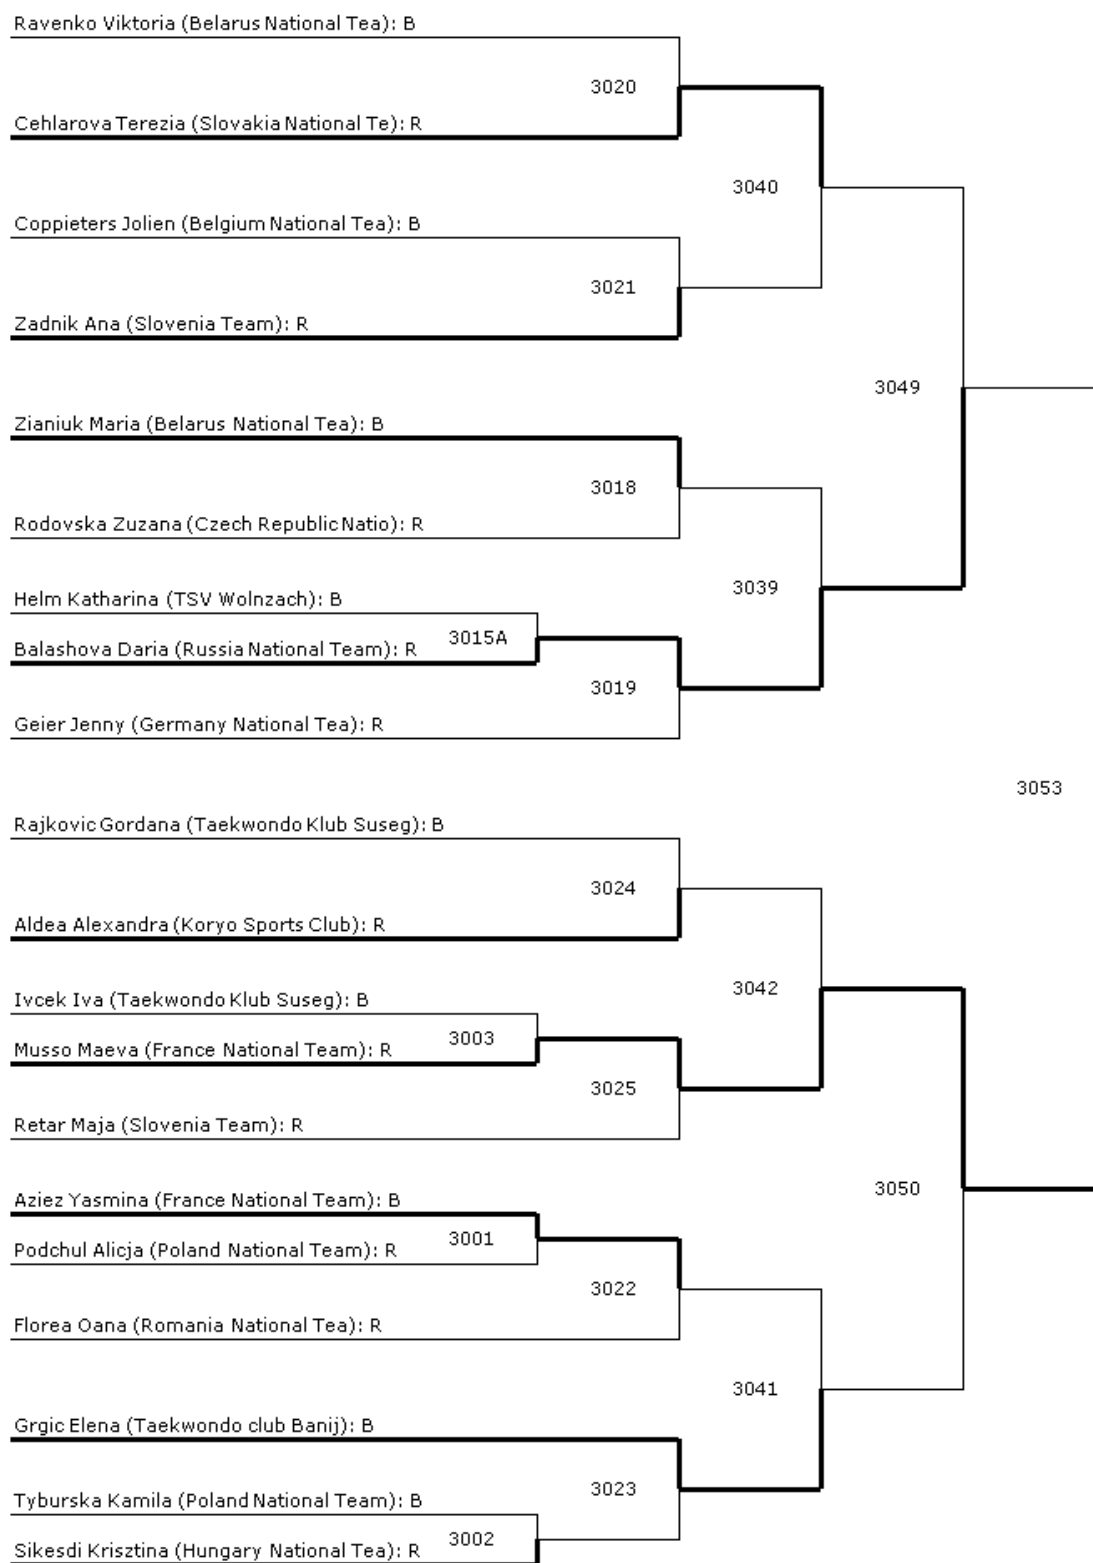 Ravenko Viktoria (Belarus National Tea): B
3020
Cehlarova Terezia (Slovakia National Te): R
3040
Coppieters Jolien (Belgium National Tea): B
3021
Zadnik Ana (Slovenia Team): R
3049
Zianiuk Maria (Belarus National Tea): B
3018
Rodovska Zuzana (Czech Republic Natio): R
3039
Helm Katharina (TSV Wolnzach): B
3015A
Balashova Daria (Russia National Team): R
3019
Geier Jenny (Germany National Tea): R
3053
Rajkovic Gordana (Taekwondo Klub Suseg): B
3024
Aldea Alexandra (Koryo Sports Club): R
3042
Ivcek Iva (Taekwondo Klub Suseg): B
3003
Musso Maeva (France National Team): R
3025
Retar Maja (Slovenia Team): R
3050
Aziez Yasmina (France National Team): B
3001
Podchul Alicja (Poland National Team): R
3022
Florea Oana (Romania National Tea): R
3041
Grgic Elena (Taekwondo club Banij): B
3023
Tyburska Kamila (Poland National Team): B
3002
Sikesdi Krisztina (Hungary National Tea): R